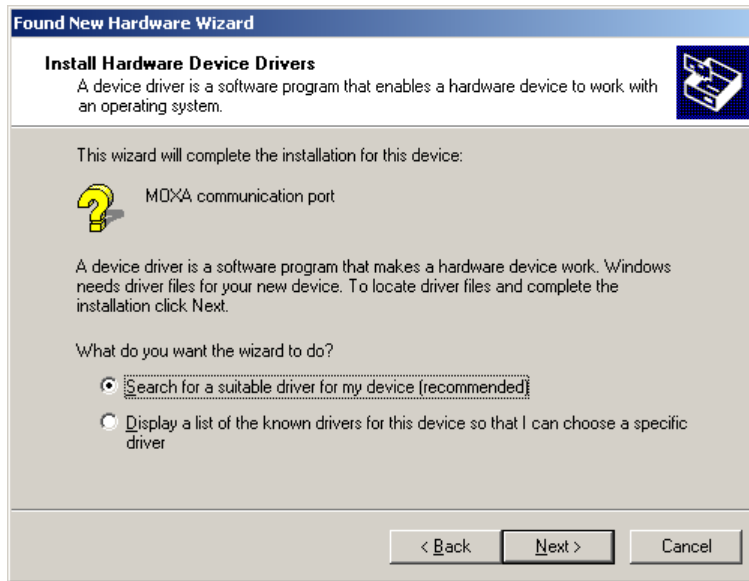 Found New Hardware Wizard
Install Hardware Device Drivers
A device driver is a software program that enables a hardware device to work with
an operating system.
This wizard will complete the installation for this device:
MOXA communication port
A device driver is a software program that makes a hardware device work. Windows
needs driver files for your new device. To locate driver files and complete the
installation click Next.
What do you want the wizard to do?
Search for a suitable driver for my device (recommended)
Display a list of the known drivers for this device so that I can choose a specific
driver
< Back Next > Cancel